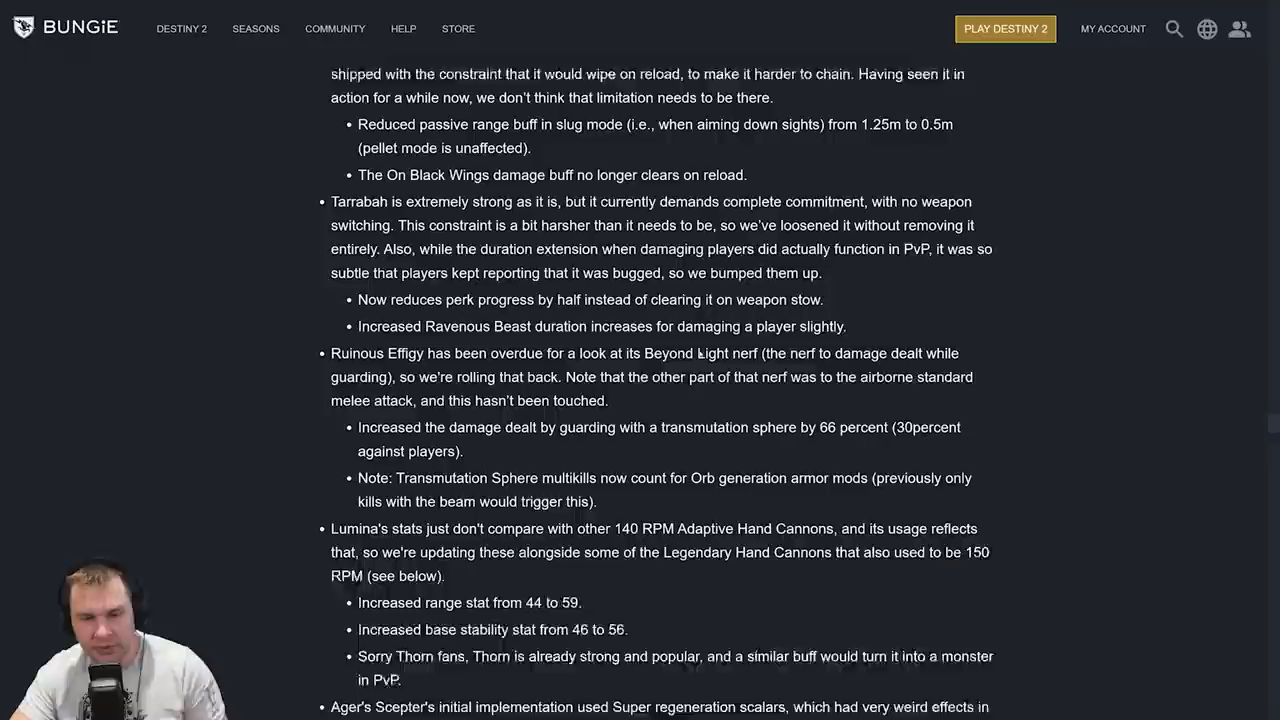 BUNGiE
DESTINY 2
SEASONS
COMMUNITY
HELP
STORE
PLAY DESTINY 2
MY ACCOUNT
shipped with the constraint that it would wipe on reload, to make it harder to chain. Having seen it in
action for a while now, we don't think that limitation needs to be there.
• Reduced passive range buff in slug mode (i.e., when aiming down sights) from 1.25m to 0.5m
(pellet mode is unaffected).
• The On Black Wings damage buff no longer clears on reload.
• Tarrabah is extremely strong as it is, but it currently demands complete commitment, with no weapon
switching. This constraint is a bit harsher than it needs to be, so we've loosened it without removing it
entirely. Also, while the duration extension when damaging players did actually function in PvP, it was so
subtle that players kept reporting that it was bugged, so we bumped them up.
• Now reduces perk progress by half instead of clearing it on weapon stow.
• Increased Ravenous Beast duration increases for damaging a player slightly.
• Ruinous Effigy has been overdue for a look at its Beyond Light nerf (the nerf to damage dealt while
guarding), so we're rolling that back. Note that the other part of that nerf was to the airborne standard
melee attack, and this hasn't been touched.
• Increased the damage dealt by guarding with a transmutation sphere by 66 percent (30percent
against players).
• Note: Transmutation Sphere multikills now count for Orb generation armor mods (previously only
kills with the beam would trigger this).
• Lumina's stats just don't compare with other 140 RPM Adaptive Hand Cannons, and its usage reflects
that, so we're updating these alongside some of the Legendary Hand Cannons that also used to be 150
RPM (see below).
• Increased range stat from 44 to 59.
• Increased base stability stat from 46 to 56.
• Sorry Thorn fans, Thorn is already strong and popular, and a similar buff would turn it into a monster
in PvP.
• Ager's Scepter's initial implementation used Super regeneration scalars, which had very weird effects in